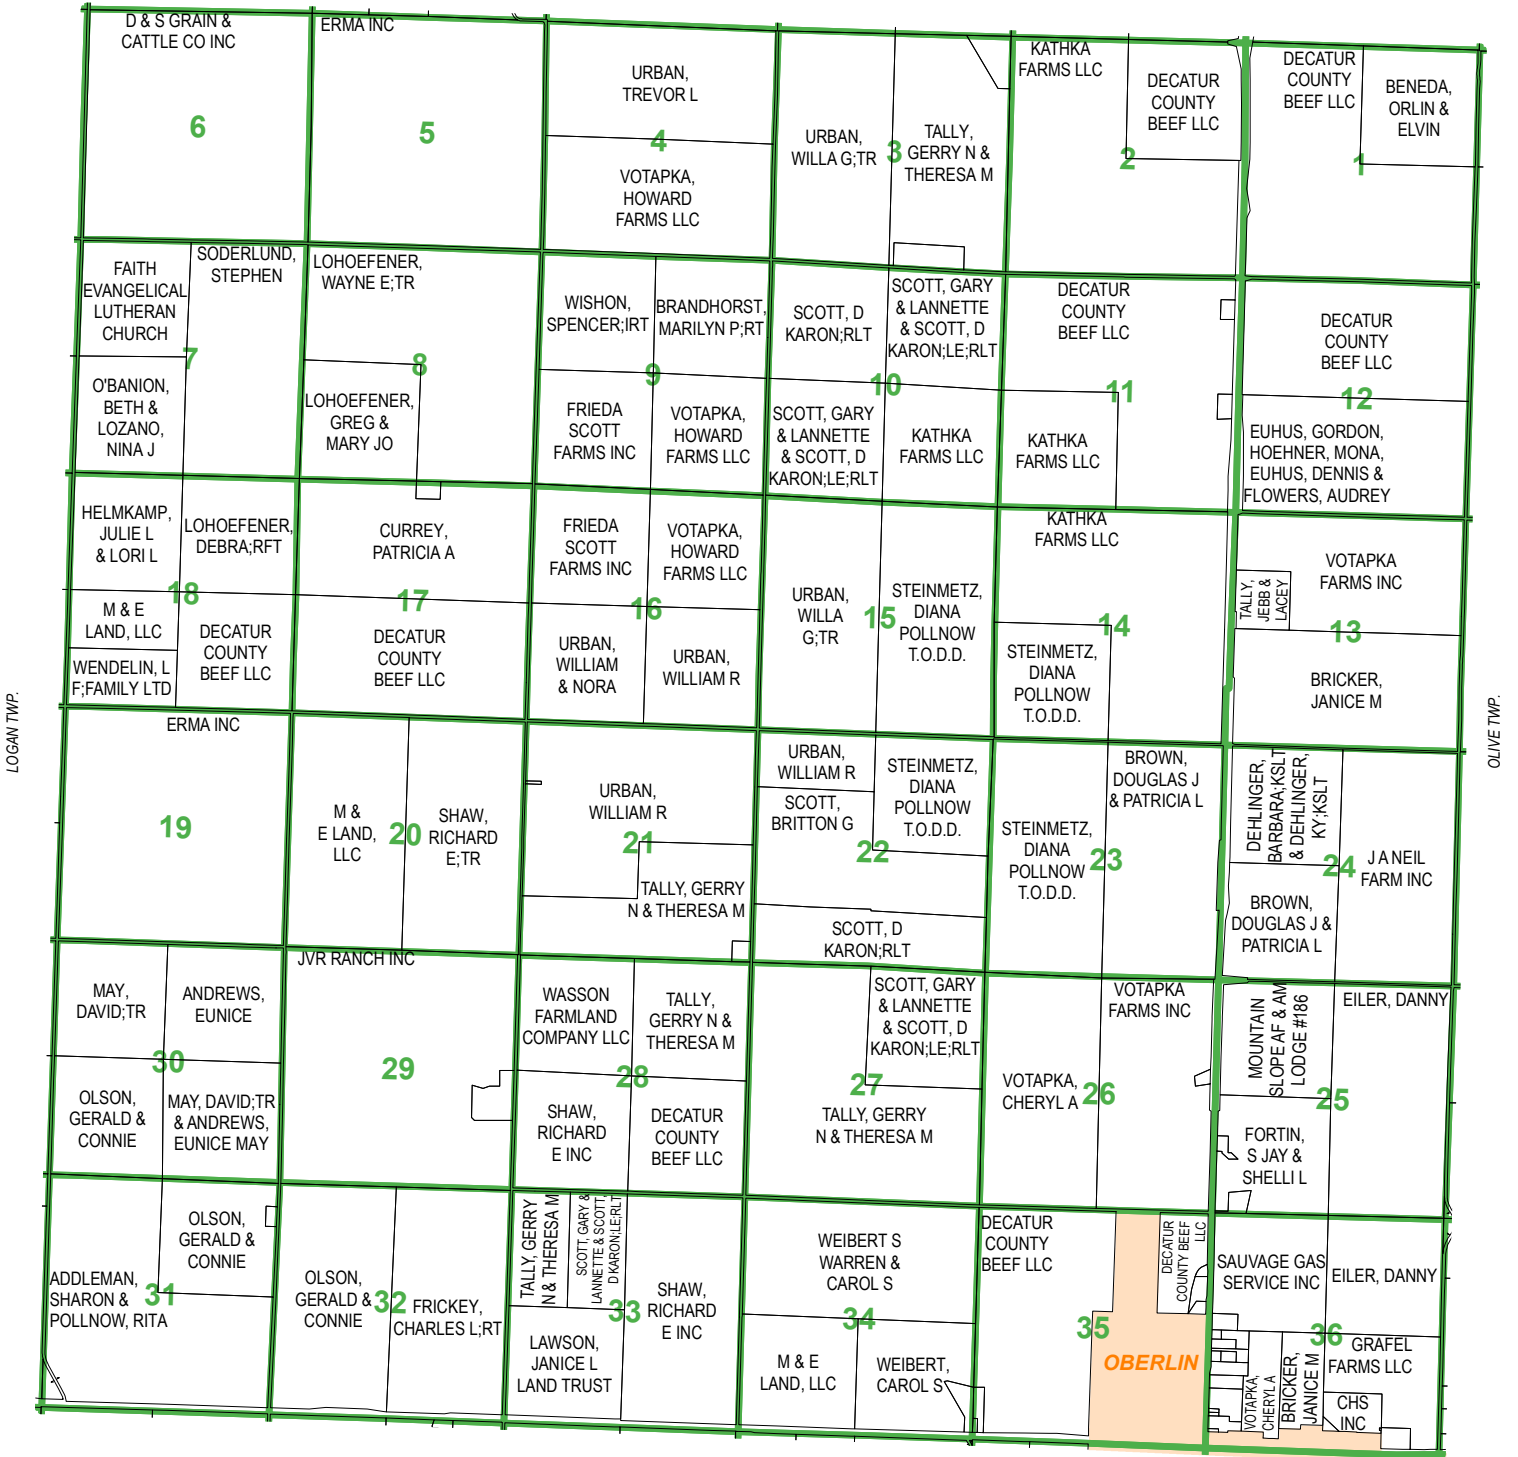 D & S GRAIN &
CATTLE CO INC
6
ERMA INC
5
URBAN,
TREVOR L
4
VOTAPKA,
HOWARD
FARMS LLC
URBAN,
WILLA G;TR
3
TALLY,
GERRY N &
THERESA M
KATHKA
FARMS LLC
DECATUR
COUNTY
BEEF LLC
2
DECATUR
COUNTY
BEEF LLC
BENEDA,
ORLIN &
ELVIN
1
FAITH
EVANGELICAL
LUTHERAN
CHURCH
SODERLUND,
STEPHEN
7
O'BANION,
BETH &
LOZANO,
NINA J
LOHOEFENER,
WAYNE E;TR
8
LOHOEFENER,
GREG &
MARY JO
WISHON,
SPENCER;IRT
BRANDHORST,
MARILYN P;RT
9
FRIEDA
SCOTT
FARMS INC
VOTAPKA,
HOWARD
FARMS LLC
SCOTT, D
KARON;RLT
SCOTT, GARY
& LANNETTE
& SCOTT, D
KARON;LE;RLT
10
SCOTT, GARY
& LANNETTE
& SCOTT, D
KARON;LE;RLT
KATHKA
FARMS LLC
DECATUR
COUNTY
BEEF LLC
11
KATHKA
FARMS LLC
DECATUR
COUNTY
BEEF LLC
12
EUHUS, GORDON,
HOEHNER, MONA,
EUHUS, DENNIS &
FLOWERS, AUDREY
HELMKAMP,
JULIE L
& LORI L
LOHOEFENER,
DEBRA;RFT
18
M & E
LAND, LLC
WENDELIN, L
F;FAMILY LTD
DECATUR
COUNTY
BEEF LLC
CURREY,
PATRICIA A
17
DECATUR
COUNTY
BEEF LLC
FRIEDA
SCOTT
FARMS INC
VOTAPKA,
HOWARD
FARMS LLC
16
URBAN,
WILLIAM
& NORA
URBAN,
WILLIAM R
URBAN,
WILLA
G;TR
15
STEINMETZ,
DIANA
POLLNOW
T.O.D.D.
KATHKA
FARMS LLC
14
STEINMETZ,
DIANA
POLLNOW
T.O.D.D.
VOTAPKA
FARMS INC
TALLY,
JEBB &
LACEY
13
BRICKER,
JANICE M
LOGAN TWP.
OLIVE TWP.
ERMA INC
19
M &
E LAND,
LLC
20
SHAW,
RICHARD
E;TR
URBAN,
WILLIAM R
21
TALLY, GERRY
N & THERESA M
URBAN,
WILLIAM R
SCOTT,
BRITTON G
STEINMETZ,
DIANA
POLLNOW
T.O.D.D.
22
SCOTT, D
KARON;RLT
STEINMETZ,
DIANA
POLLNOW
T.O.D.D.
23
BROWN,
DOUGLAS J
& PATRICIA L
DEHLINGER,
BARBARA;KSLT
& DEHLINGER,
KY;KSLT
24
J A NEIL
FARM INC
BROWN,
DOUGLAS J &
PATRICIA L
MAY,
DAVID;TR
ANDREWS,
EUNICE
30
OLSON,
GERALD &
CONNIE
MAY, DAVID;TR
& ANDREWS,
EUNICE MAY
JVR RANCH INC
29
WASSON
FARMLAND
COMPANY LLC
TALLY,
GERRY N &
THERESA M
28
SHAW,
RICHARD
E INC
DECATUR
COUNTY
BEEF LLC
SCOTT, GARY
& LANNETTE
& SCOTT, D
KARON;LE;RLT
27
TALLY, GERRY
N & THERESA M
VOTAPKA,
CHERYL A
26
VOTAPKA
FARMS INC
MOUNTAIN
SLOPE AF & AM
LODGE #186
EILER, DANNY
25
FORTIN,
S JAY &
SHELLI L
ADDLEMAN,
SHARON &
POLLNOW, RITA
31
OLSON,
GERALD &
CONNIE
OLSON,
GERALD &
CONNIE
32
FRICKEY,
CHARLES L;RT
TALLY, GERRY
N & THERESA M
SCOTT, GARY &
LANNETTE & SCOTT,
D KARON;LE;RLT
33
SHAW,
RICHARD
E INC
LAWSON,
JANICE L
LAND TRUST
WEIBERT S
WARREN &
CAROL S
34
M & E
LAND, LLC
WEIBERT,
CAROL S
DECATUR
COUNTY
BEEF LLC
35
OBERLIN
DECATUR
COUNTY BEEF
LLC
SAUVAGE GAS
SERVICE INC
EILER, DANNY
36
GRAFEL
FARMS LLC
VOTAPKA,
CHERYL A
BRICKER,
JANICE M
CHS
INC